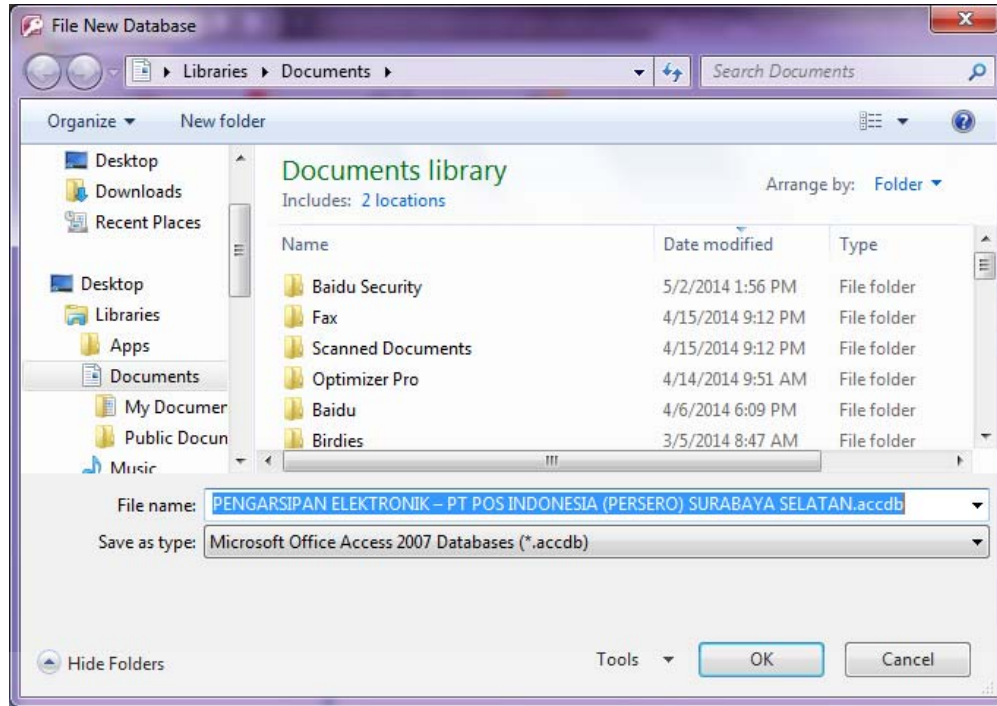 File New Database
Libraries Documents
Search Documents
Organize New folder
Desktop
Downloads
Recent Places
Desktop
Libraries
Apps
Documents
My Documen
Public Docun
Music
Documents library
Includes: 2 locations
Arrange by: Folder
Name Date modified Type
Baidu Security 5/2/2014 1:56 PM File folder
Fax 4/15/2014 9:12 PM File folder
Scanned Documents 4/15/2014 9:12 PM File folder
Optimizer Pro 4/14/2014 9:51 AM File folder
Baidu 4/6/2014 6:09 PM File folder
Birdies 3/5/2014 8:47 AM File folder
File name: PENGARSIPAN ELEKTRONIK – PT POS INDONESIA (PERSERO) SURABAYA SELATAN.accdb
Save as type: Microsoft Office Access 2007 Databases (*.accdb)
Hide Folders Tools OK Cancel